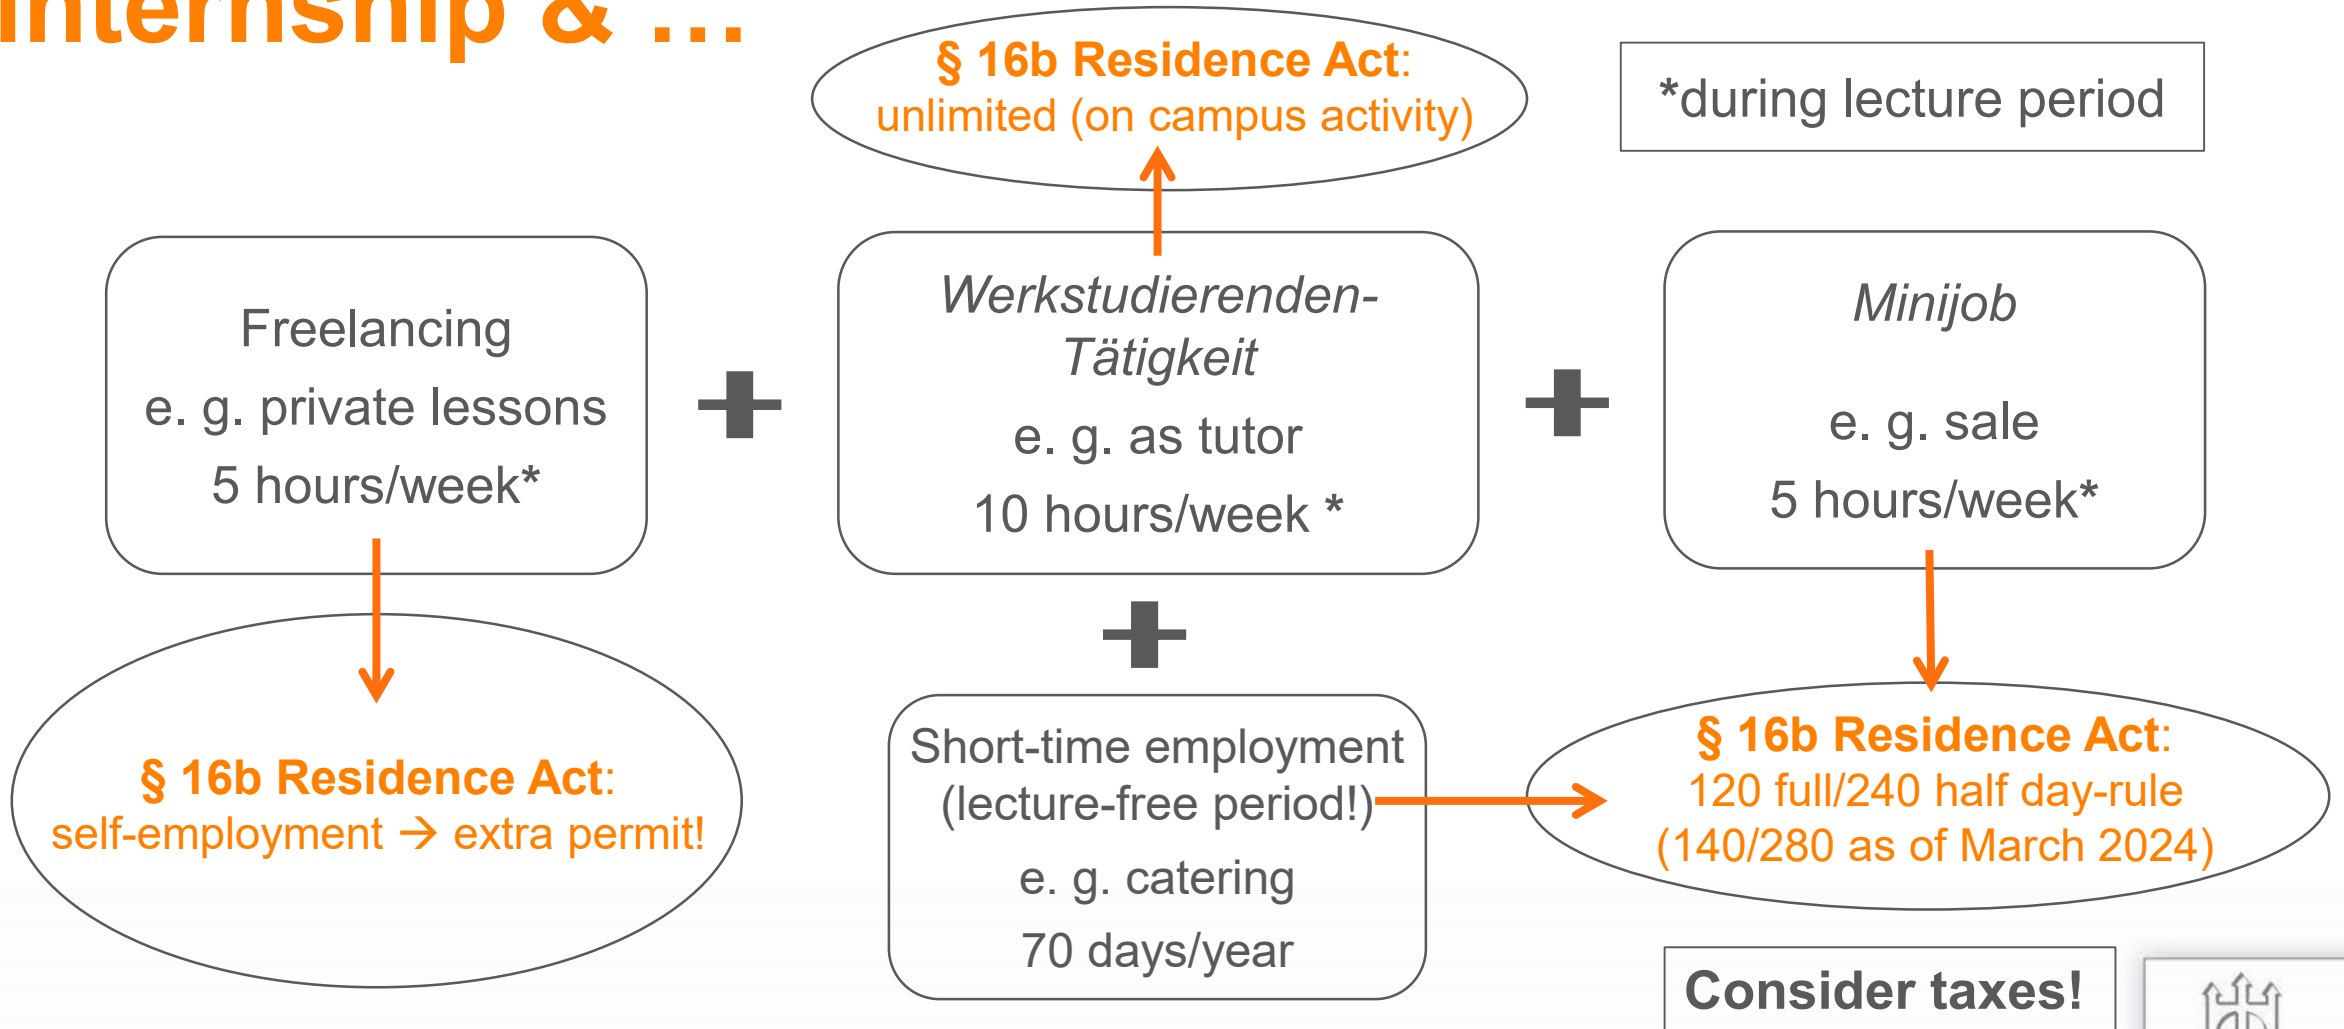 Internship & …
§ 16b Residence Act:
unlimited (on campus activity)
*during lecture period
Freelancing
e. g. private lessons
5 hours/week*
Werkstudierenden-
Tätigkeit
e. g. as tutor
10 hours/week *
Minijob
e. g. sale
5 hours/week*
§ 16b Residence Act:
self-employment → extra permit!
Short-time employment
(lecture-free period!)
e. g. catering
70 days/year
§ 16b Residence Act:
120 full/240 half day-rule
(140/280 as of March 2024)
Consider taxes!